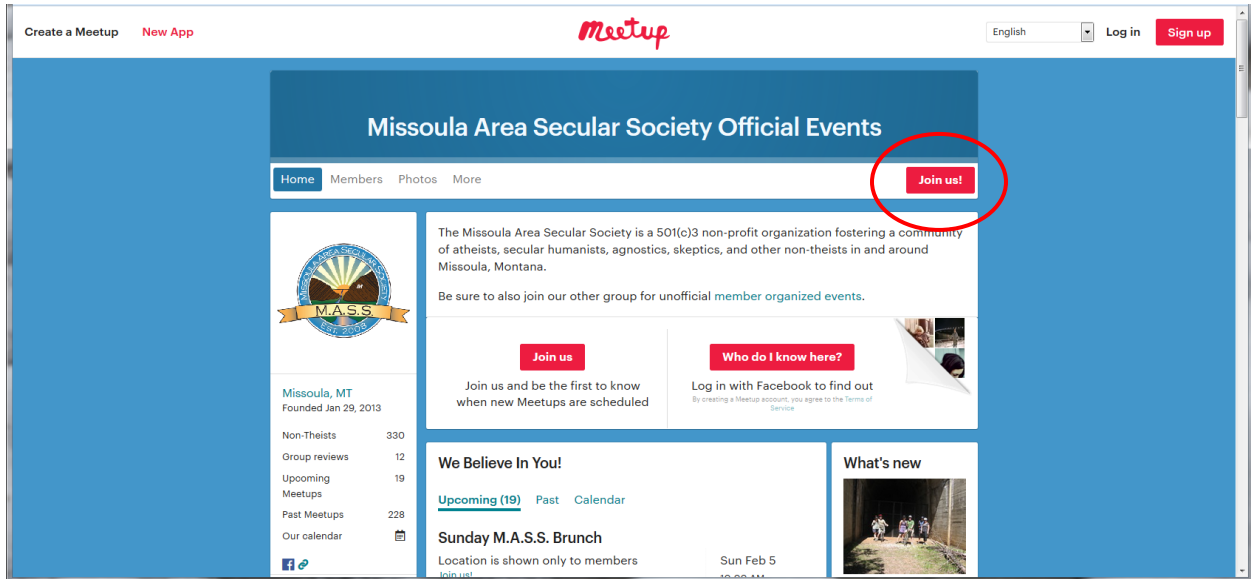 Create a Meetup New App
Meetup
English
Log in
Sign up
Missoula Area Secular Society Official Events
Home Members Photos More
Join us!
MISSOULA AREA SECULAR SOCIETY
M.A.S.S.
EST. 2008
Missoula, MT
Founded Jan 29, 2013
Non-Theists 330
Group reviews 12
Upcoming Meetups 19
Past Meetups 228
Our calendar
The Missoula Area Secular Society is a 501(c)3 non-profit organization fostering a community
of atheists, secular humanists, agnostics, skeptics, and other non-theists in and around
Missoula, Montana.
Be sure to also join our other group for unofficial member organized events.
Join us
Join us and be the first to know
when new Meetups are scheduled
Who do I know here?
Log in with Facebook to find out
By creating a Meetup account, you agree to the Terms of
Service
We Believe In You!
Upcoming (19) Past Calendar
Sunday M.A.S.S. Brunch
Location is shown only to members
Join us!
Sun Feb 5
What's new